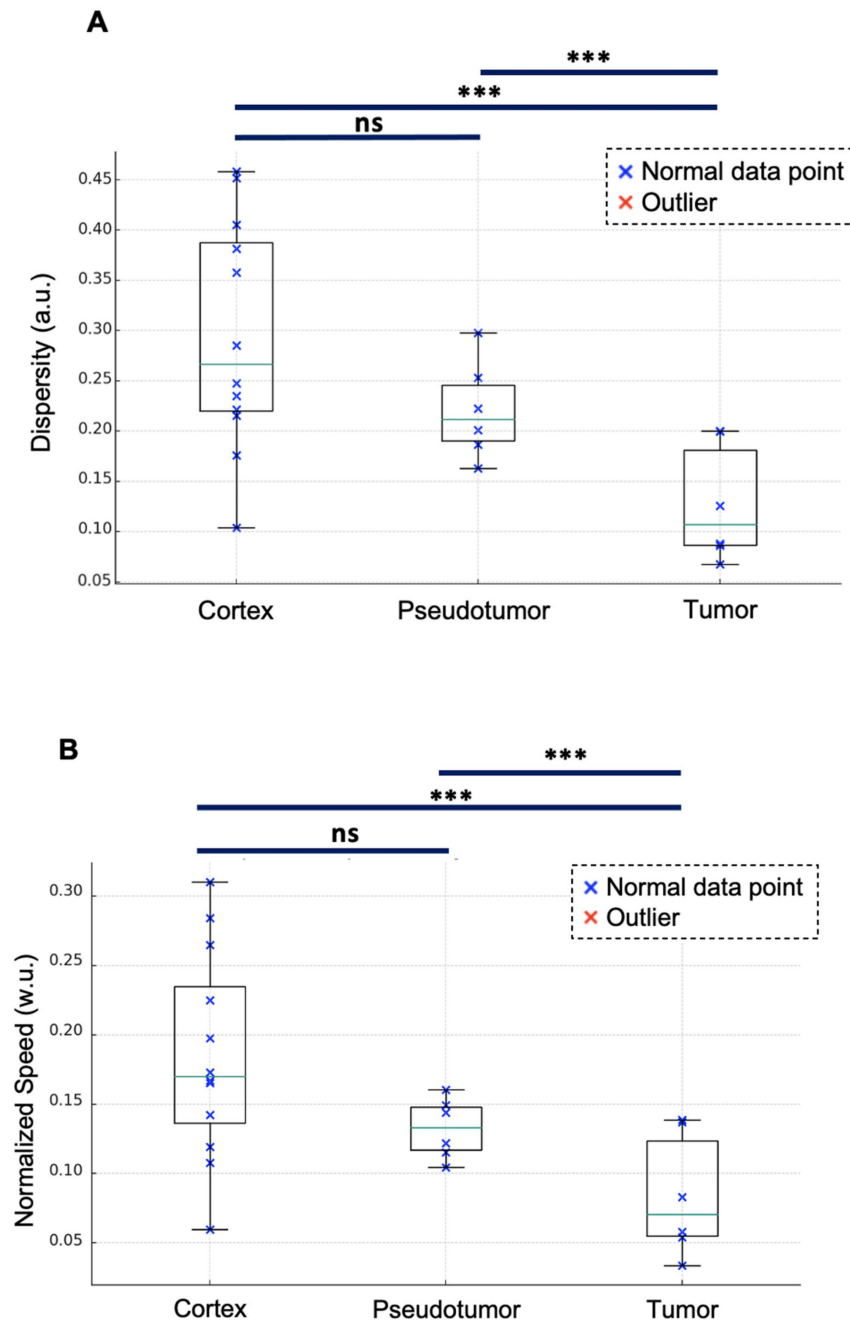 A
***
***
ns
Normal data point
Outlier
0.45
0.40
0.35
0.30
0.25
0.20
0.15
0.10
0.05
Dispersity (a.u.)
Cortex Pseudotumor Tumor
B
***
***
ns
Normal data point
Outlier
0.30
0.25
0.20
0.15
0.10
0.05
Normalized Speed (w.u.)
Cortex Pseudotumor Tumor